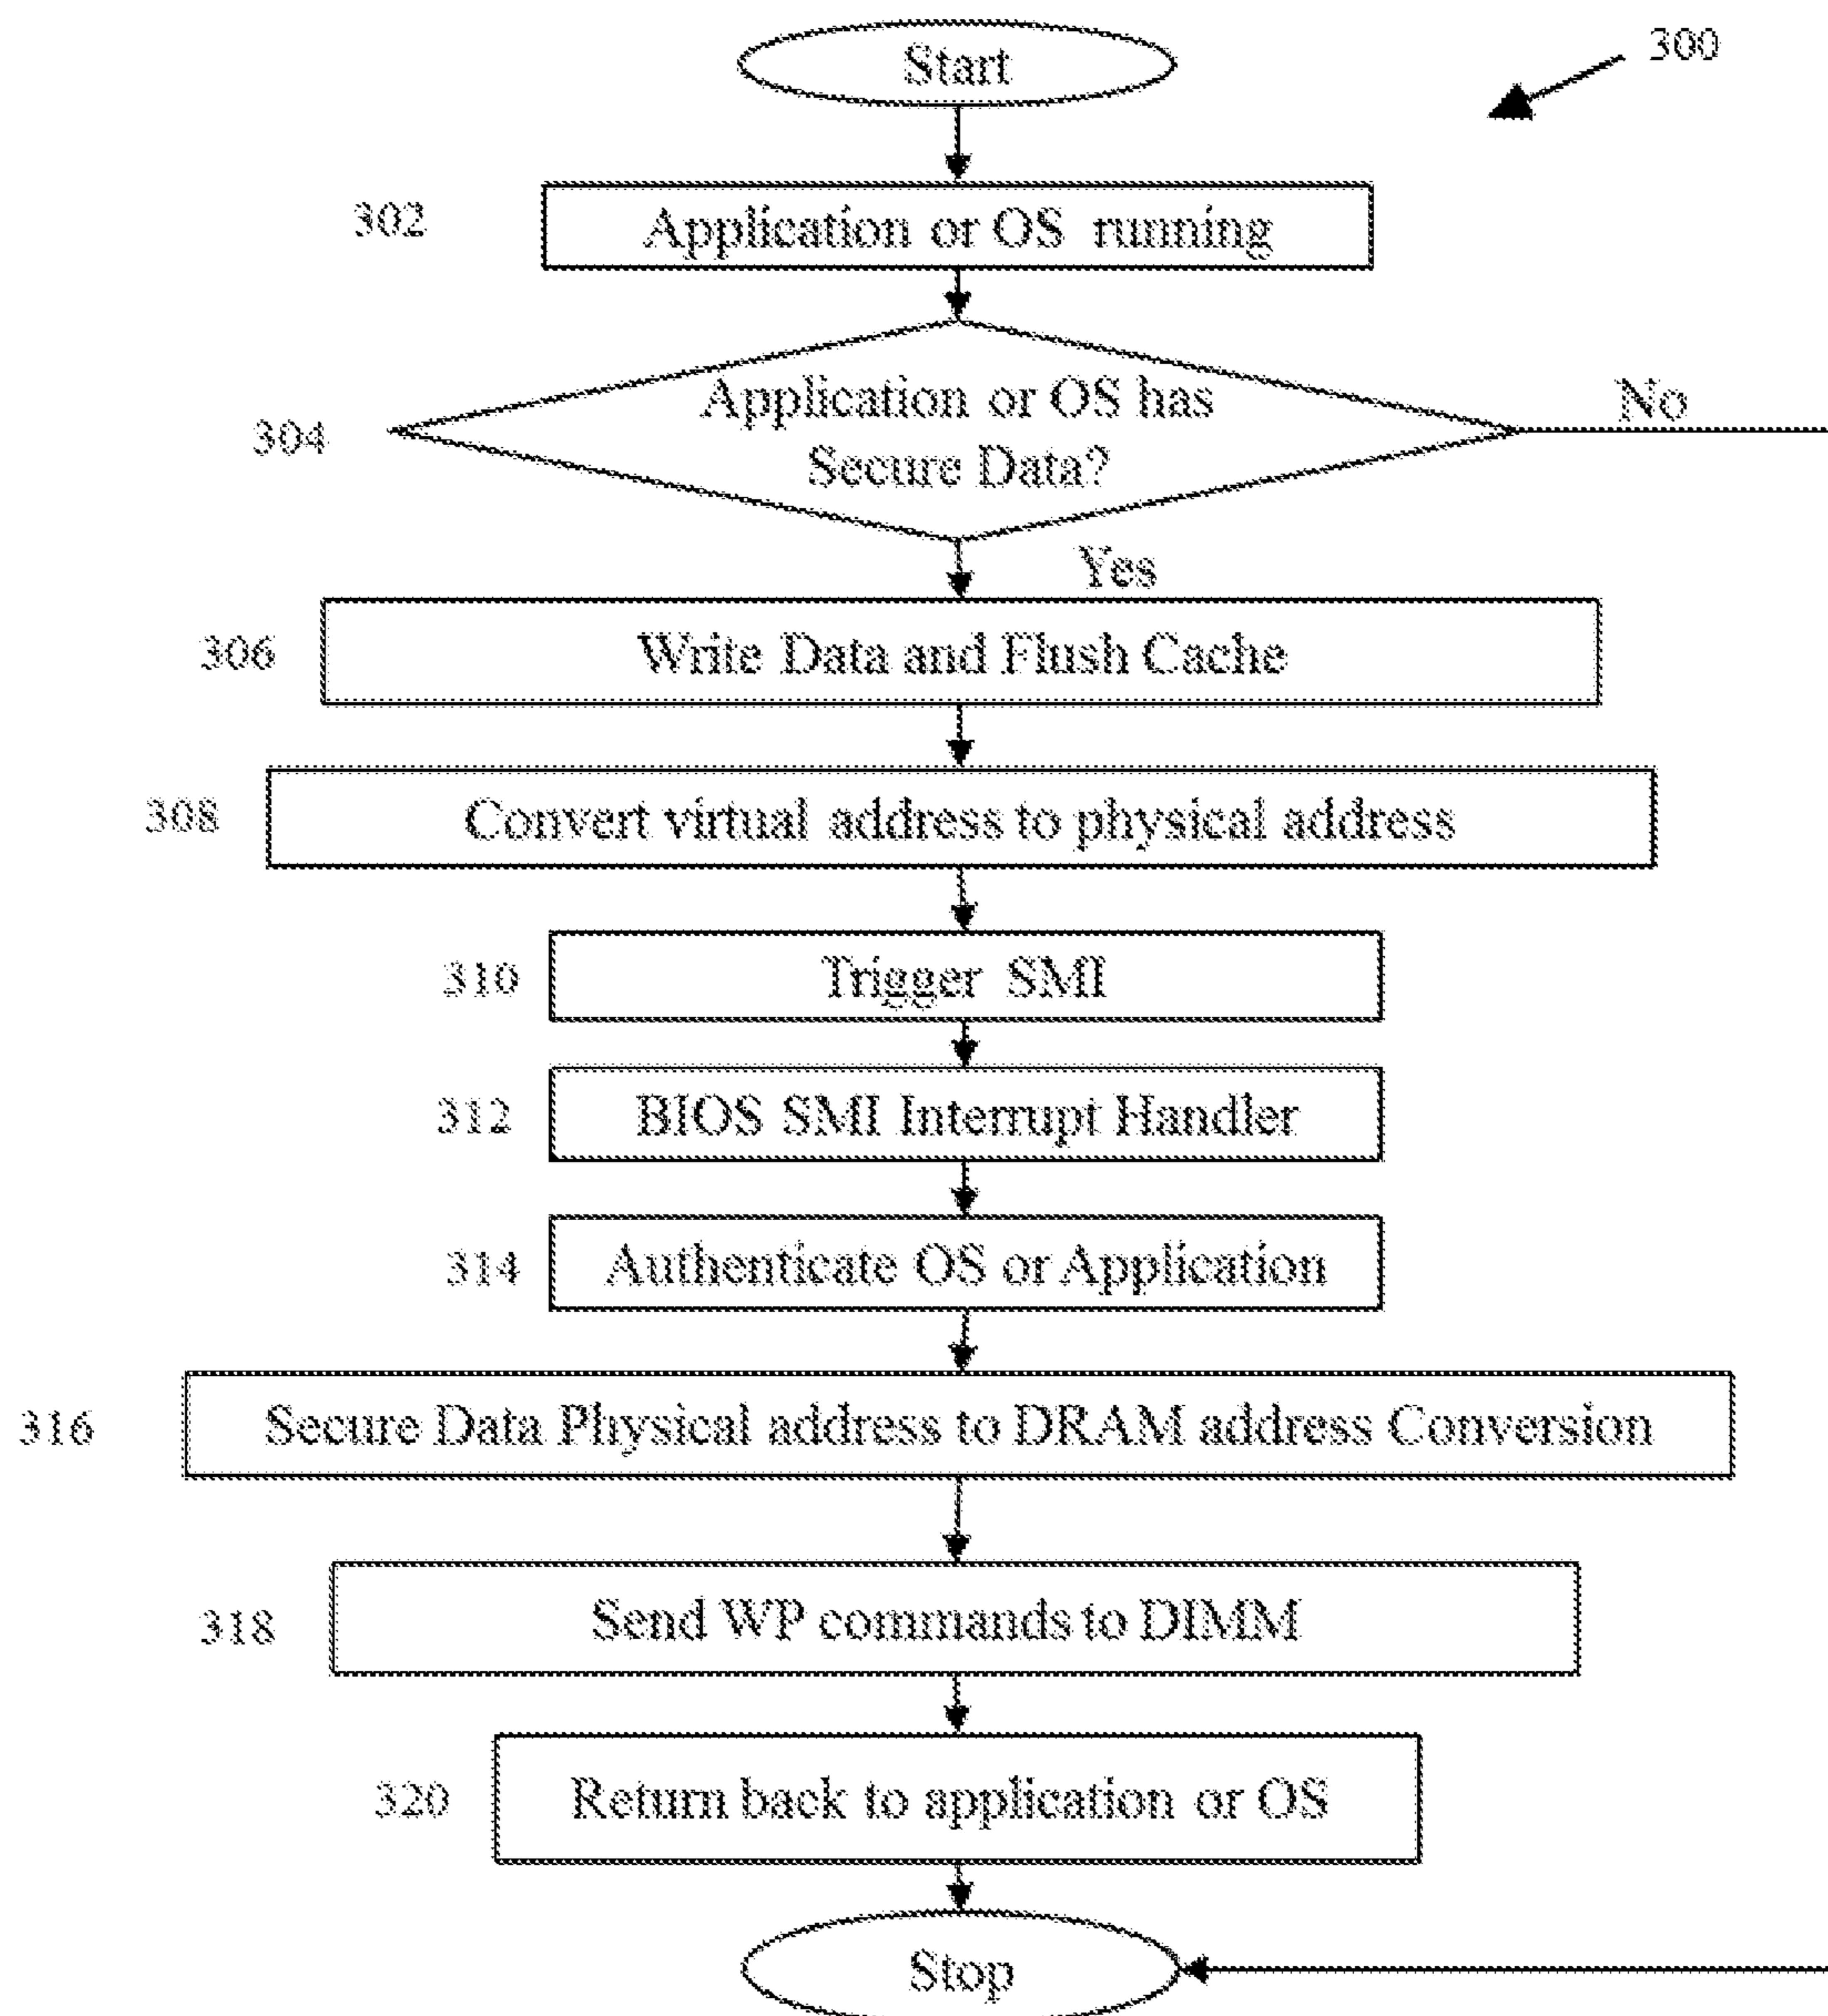 Start
300
302
Application or OS running
304
Application or OS has
Secure Data?
No
Yes
306
Write Data and Flush Cache
308
Convert virtual address to physical address
310
Trigger SMI
312
BIOS SMI Interrupt Handler
314
Authenticate OS or Application
316
Secure Data Physical address to DRAM address Conversion
318
Send WP commands to DIMM
320
Return back to application or OS
Stop